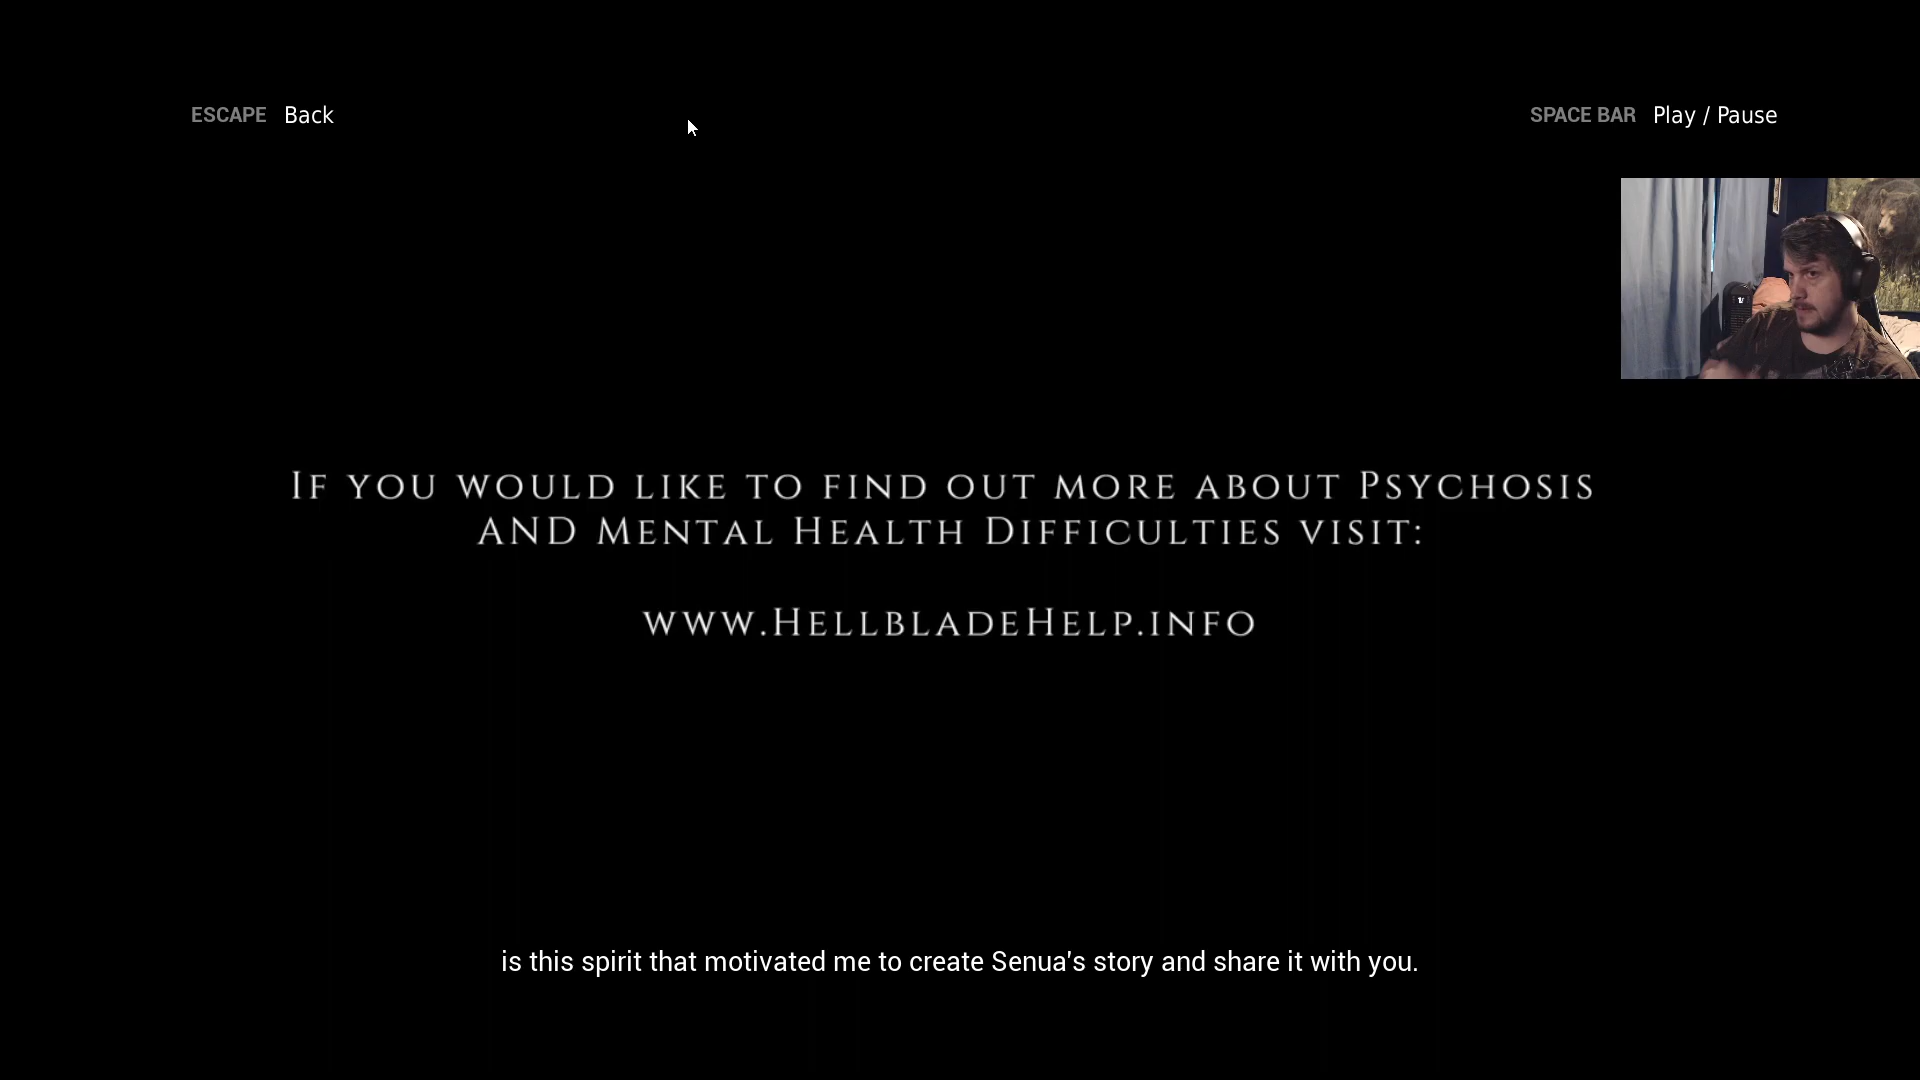 ESCAPE Back
SPACE BAR Play / Pause
If you would like to find out more about Psychosis
and Mental Health Difficulties visit:
www.HellbladeHelp.info
is this spirit that motivated me to create Senua's story and share it with you.